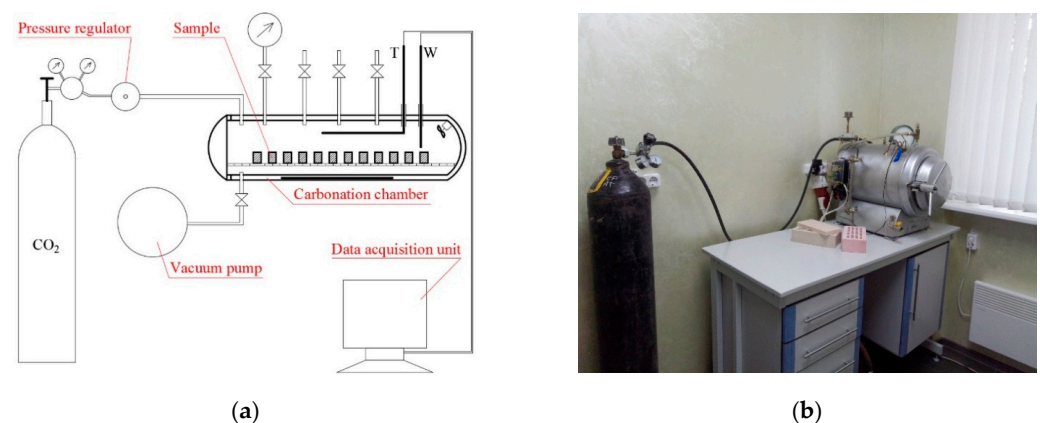 Pressure regulator
Sample
T W
Carbonation chamber
CO₂
Vacuum pump
Data acquisition unit
(a)
(b)